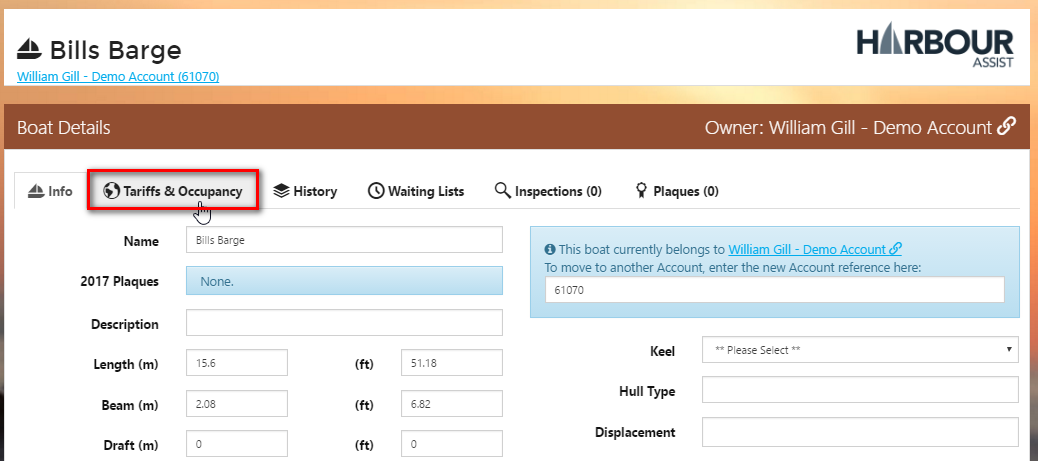 Bills Barge
William Gill - Demo Account (61070)
HARBOUR
ASSIST
Boat Details
Owner: William Gill - Demo Account
Info
Tariffs & Occupancy
History
Waiting Lists
Inspections (0)
Plaques (0)
Name
Bills Barge
2017 Plaques
None.
Description
Length (m)
15.6
(ft)
51.18
Beam (m)
2.08
(ft)
6.82
Draft (m)
0
(ft)
0
This boat currently belongs to William Gill - Demo Account
To move to another Account, enter the new Account reference here:
61070
Keel
** Please Select **
Hull Type
Displacement